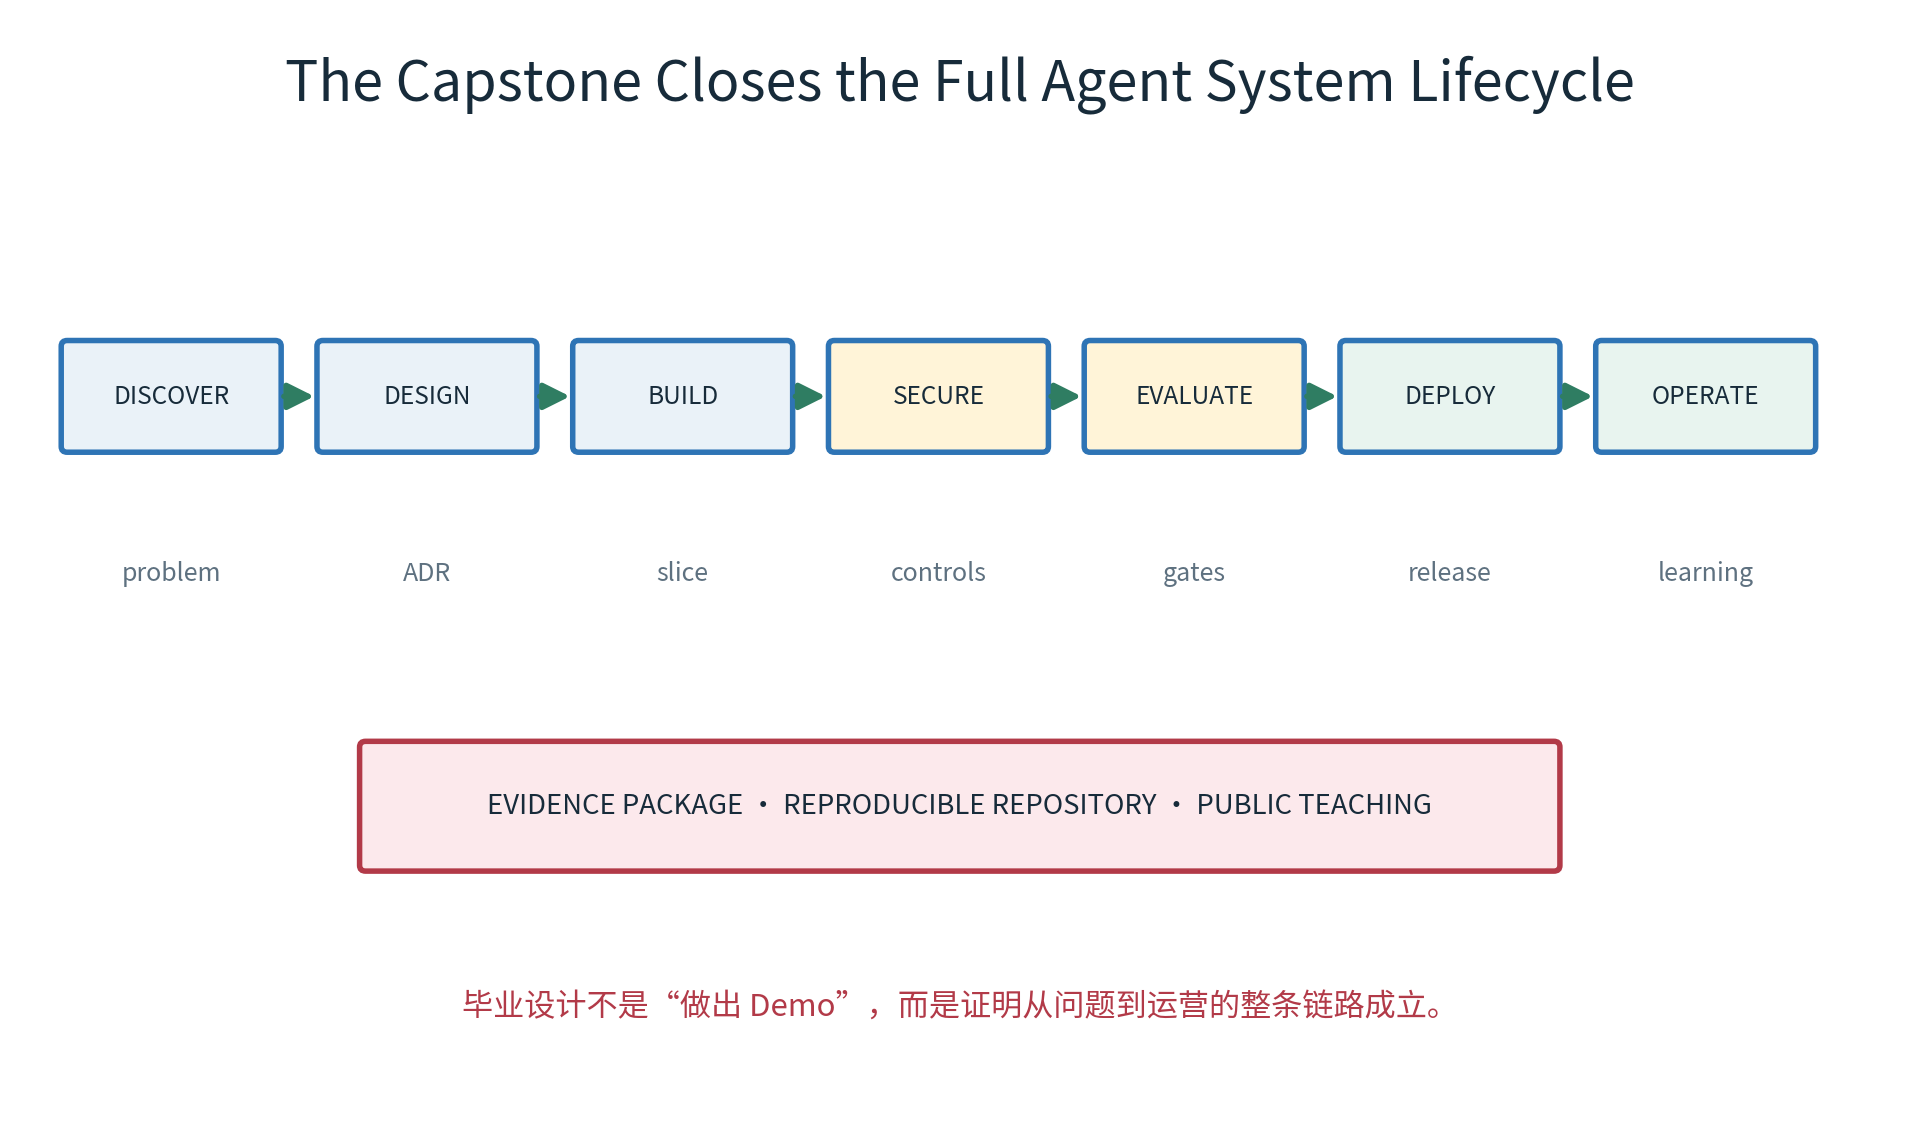 The Capstone Closes the Full Agent System Lifecycle
DISCOVER
DESIGN
BUILD
SECURE
EVALUATE
DEPLOY
OPERATE
problem
ADR
slice
controls
gates
release
learning
EVIDENCE PACKAGE • REPRODUCIBLE REPOSITORY • PUBLIC TEACHING
毕业设计不是“做出 Demo”，而是证明从问题到运营的整条链路成立。